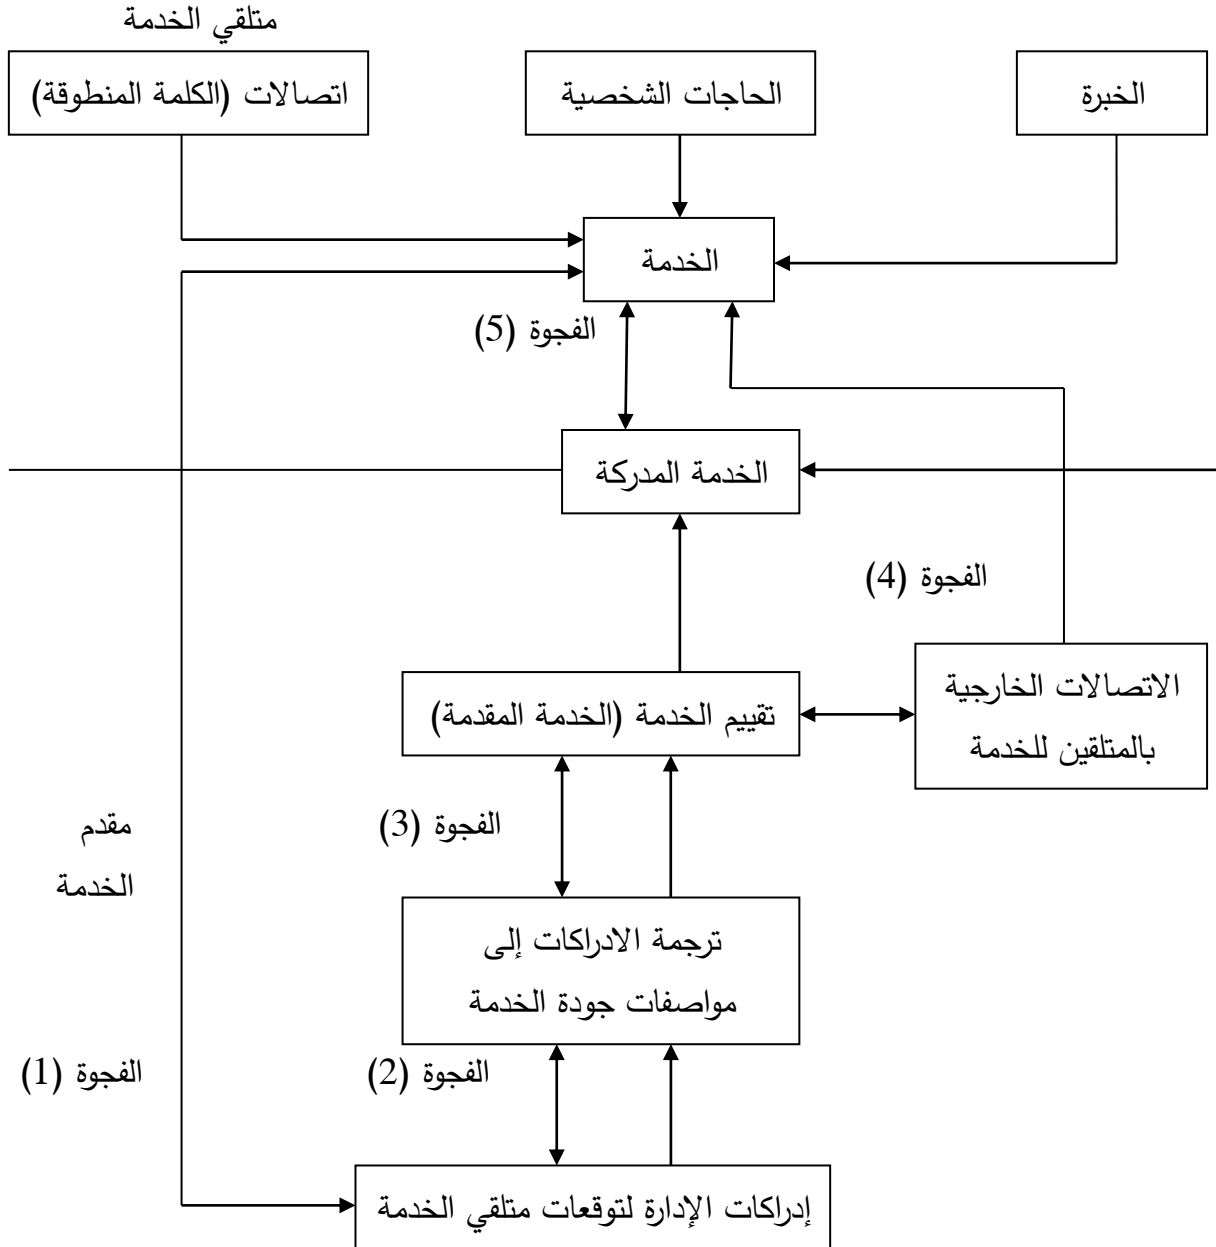 متلقي الخدمة
الخبرة
الحاجات الشخصية
اتصالات (الكلمة المنطوقة)
الخدمة
الفجوة (5)
الخدمة المدركة
الفجوة (4)
الاتصالات الخارجية
بالمتلقين للخدمة
تقييم الخدمة (الخدمة المقدمة)
الفجوة (3)
مقدم
الخدمة
ترجمة الادراكات إلى
مواصفات جودة الخدمة
الفجوة (2)
الفجوة (1)
إدراكات الإدارة لتوقعات متلقي الخدمة